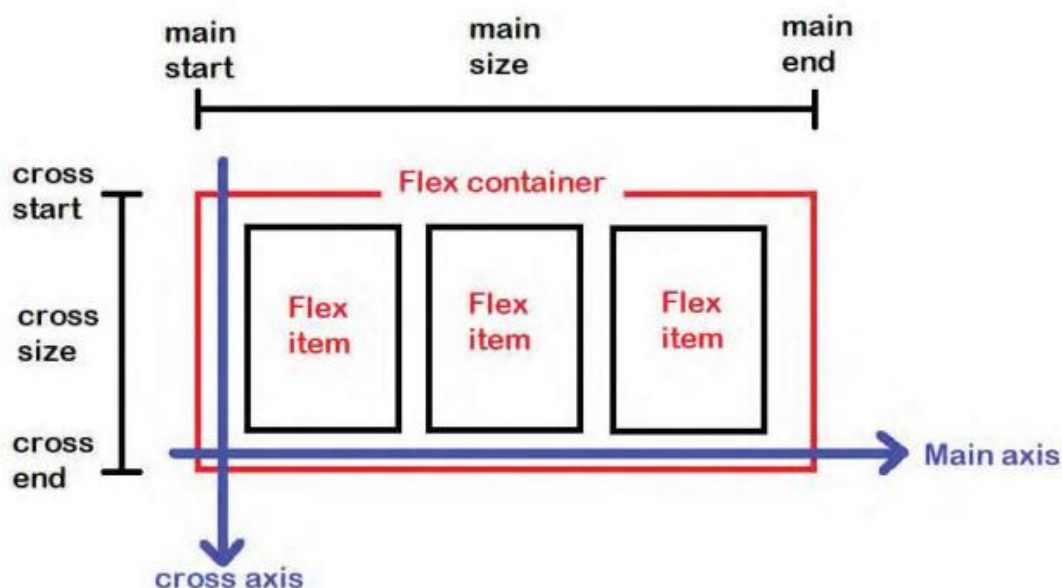 main
start
main
size
main
end
cross
start
Flex container
cross
size
Flex
item
Flex
item
Flex
item
cross
end
Main axis
cross axis